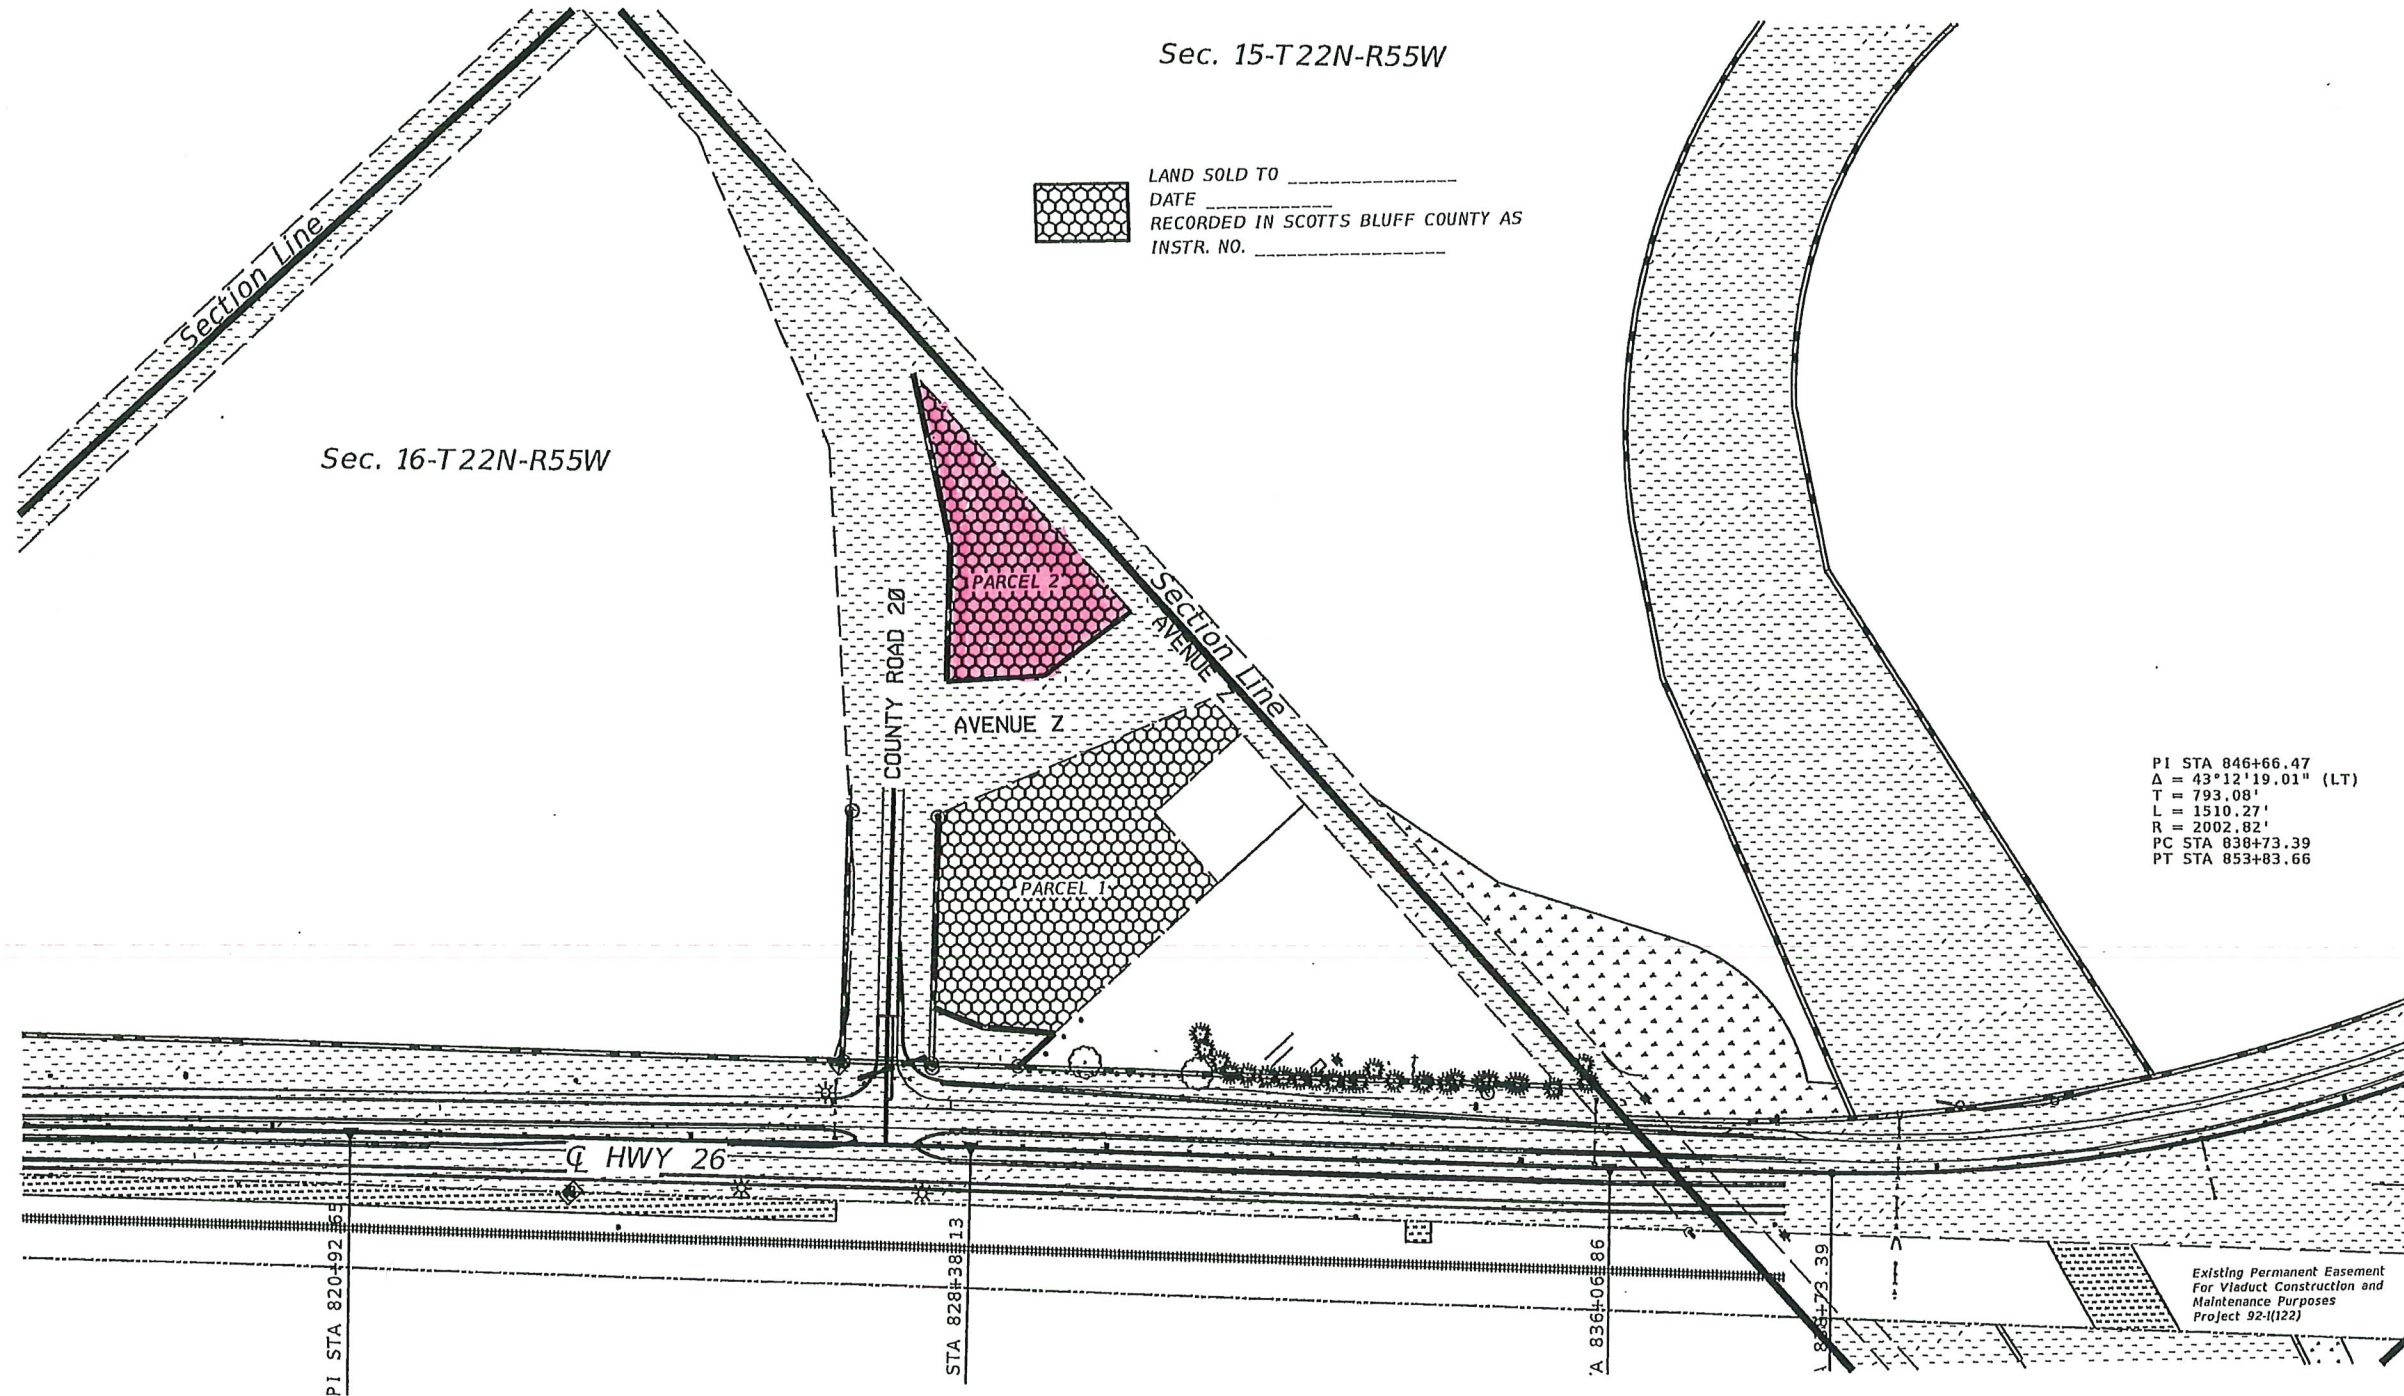 Sec. 15-T22N-R55W
LAND SOLD TO ________________
DATE ____________
RECORDED IN SCOTTS BLUFF COUNTY AS
INSTR. NO. __________________
Section Line
Sec. 16-T22N-R55W
PARCEL 2
COUNTY ROAD 20
Section Line
AVENUE Z
AVENUE Z
PARCEL 1
PI STA 846+66.47
Δ = 43°12'19.01" (LT)
T = 793.08'
L = 1510.27'
R = 2002.82'
PC STA 838+73.39
PT STA 853+83.66
℄ HWY 26
PI STA 820+92.65
STA 828+38.13
A 836+06.86
838+73.39
Existing Permanent Easement
For Viaduct Construction and
Maintenance Purposes
Project 92-I(122)